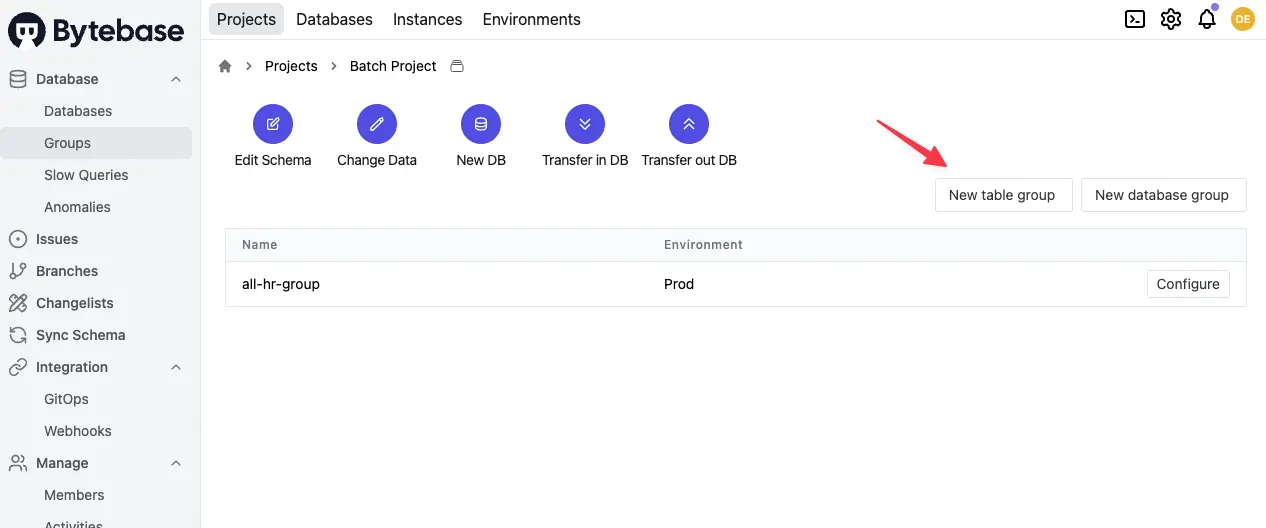 Bytebase
Projects Databases Instances Environments
DE
Database
Databases
Groups
Slow Queries
Anomalies
Issues
Branches
Changelists
Sync Schema
Integration
GitOps
Webhooks
Manage
Members
Activities
Projects Batch Project
Edit Schema Change Data New DB Transfer in DB Transfer out DB
New table group New database group
Name Environment
all-hr-group Prod Configure